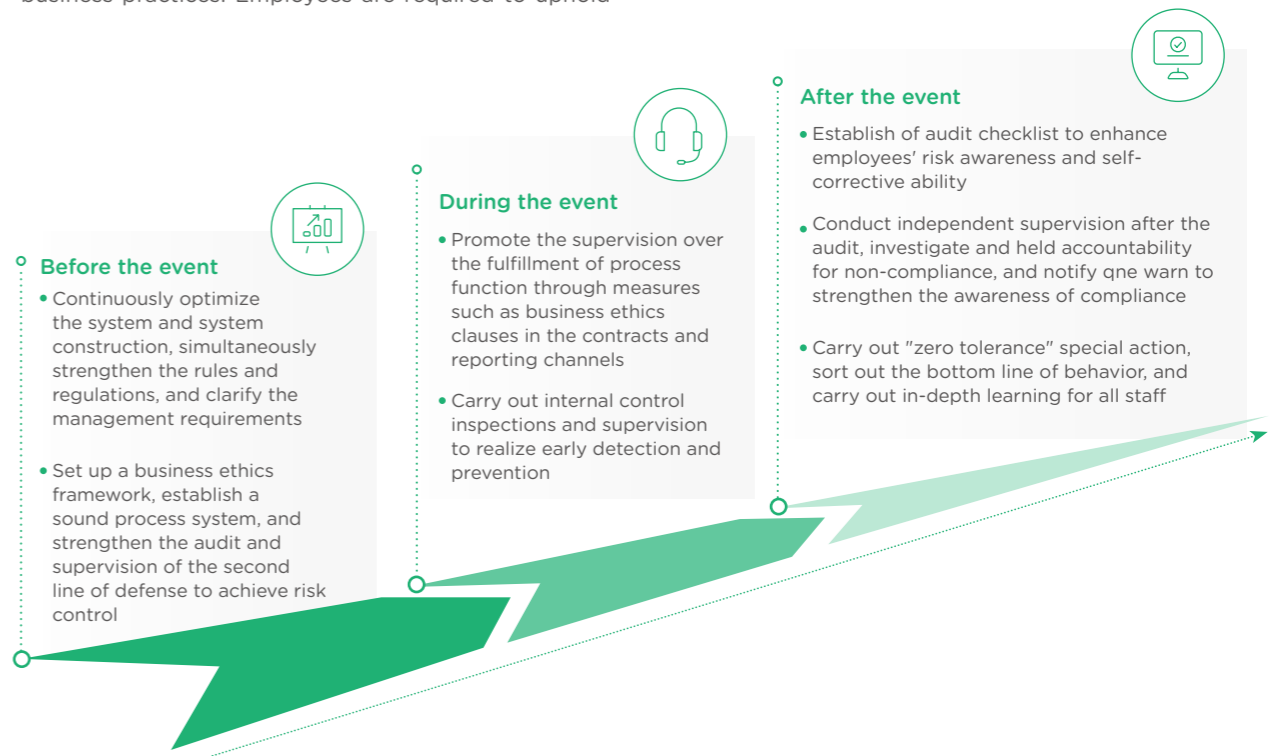 business practices. Employees are required to uphold
Before the event
• Continuously optimize
the system and system
construction, simultaneously
strengthen the rules and
regulations, and clarify the
management requirements
• Set up a business ethics
framework, establish a
sound process system, and
strengthen the audit and
supervision of the second
line of defense to achieve risk
control
During the event
• Promote the supervision over
the fulfillment of process
function through measures
such as business ethics
clauses in the contracts and
reporting channels
• Carry out internal control
inspections and supervision
to realize early detection and
prevention
After the event
• Establish of audit checklist to enhance
employees' risk awareness and self-
corrective ability
• Conduct independent supervision after the
audit, investigate and held accountability
for non-compliance, and notify qne warn to
strengthen the awareness of compliance
• Carry out "zero tolerance" special action,
sort out the bottom line of behavior, and
carry out in-depth learning for all staff